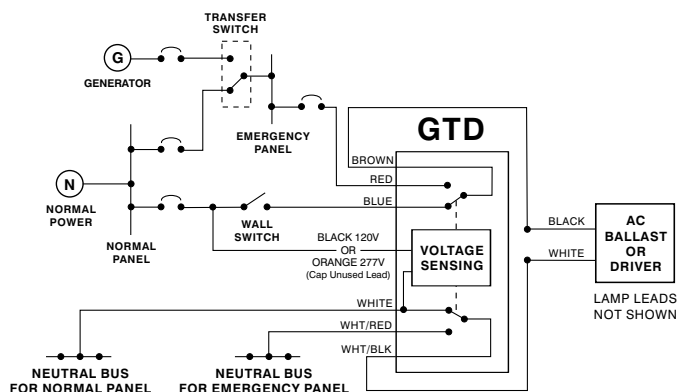 TRANSFER
SWITCH
G
GENERATOR
EMERGENCY
PANEL
GTD
BROWN
RED
N
NORMAL
POWER
BLUE
WALL
SWITCH
NORMAL
PANEL
BLACK 120V
OR
ORANGE 277V
(Cap Unused Lead)
VOLTAGE
SENSING
BLACK
WHITE
AC
BALLAST
OR
DRIVER
LAMP LEADS
NOT SHOWN
WHITE
WHT/RED
WHT/BLK
NEUTRAL BUS
FOR NORMAL PANEL
NEUTRAL BUS
FOR EMERGENCY PANEL